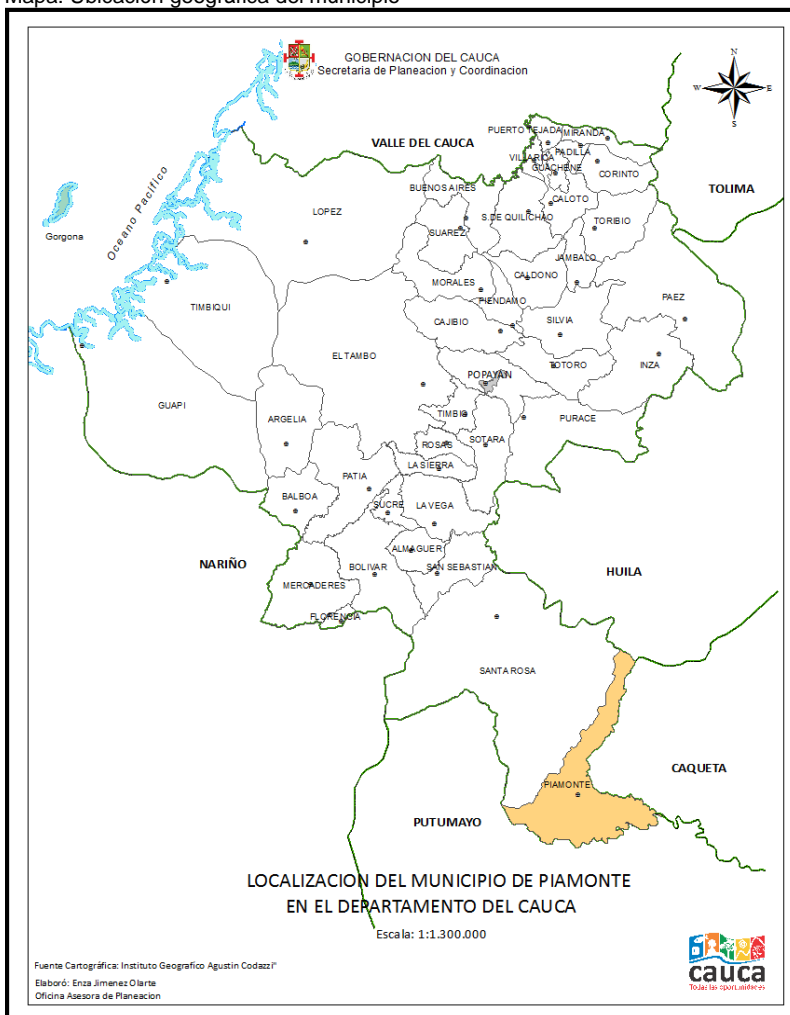 Mapa: Ubicación geográfica del municipio
GOBERNACION DEL CAUCA
Secretaria de Planeacion y Coordinacion
N
W
E
S
VALLE DEL CAUCA
PUERTO TEJADA
MIRANDA
VILLARICA
PADILLA
GUACHENE
CORINTO
TOLIMA
BUENOS AIRES
CALOTO
Oceano Pacifico
LOPEZ
S.DE QUILICHAO
TORIBIO
Gorgona
SUAREZ
JAMBALO
MORALES
CALDONO
PIENDAMO
PAEZ
TIMBIQUI
CAJIBIO
SILVIA
EL TAMBO
TOTORO
INZA
POPAYAN
GUAPI
ARGELIA
TIMBIO
PURACE
ROSAS
SOTARA
LA SIERRA
PATIA
BALBOA
SUCRE
LA VEGA
ALMAGUER
NARIÑO
BOLIVAR
SAN SEBASTIAN
HUILA
MERCADERES
FLORENCIA
SANTA ROSA
CAQUETA
PIAMONTE
PUTUMAYO
LOCALIZACION DEL MUNICIPIO DE PIAMONTE
EN EL DEPARTAMENTO DEL CAUCA
Escala: 1:1.300.000
Fuente Cartográfica: Instituto Geografico Agustin Codazzi"
Elaboró: Enza Jimenez Olarte
Oficina Asesora de Planeacion
cauca
Todas las oportunidades